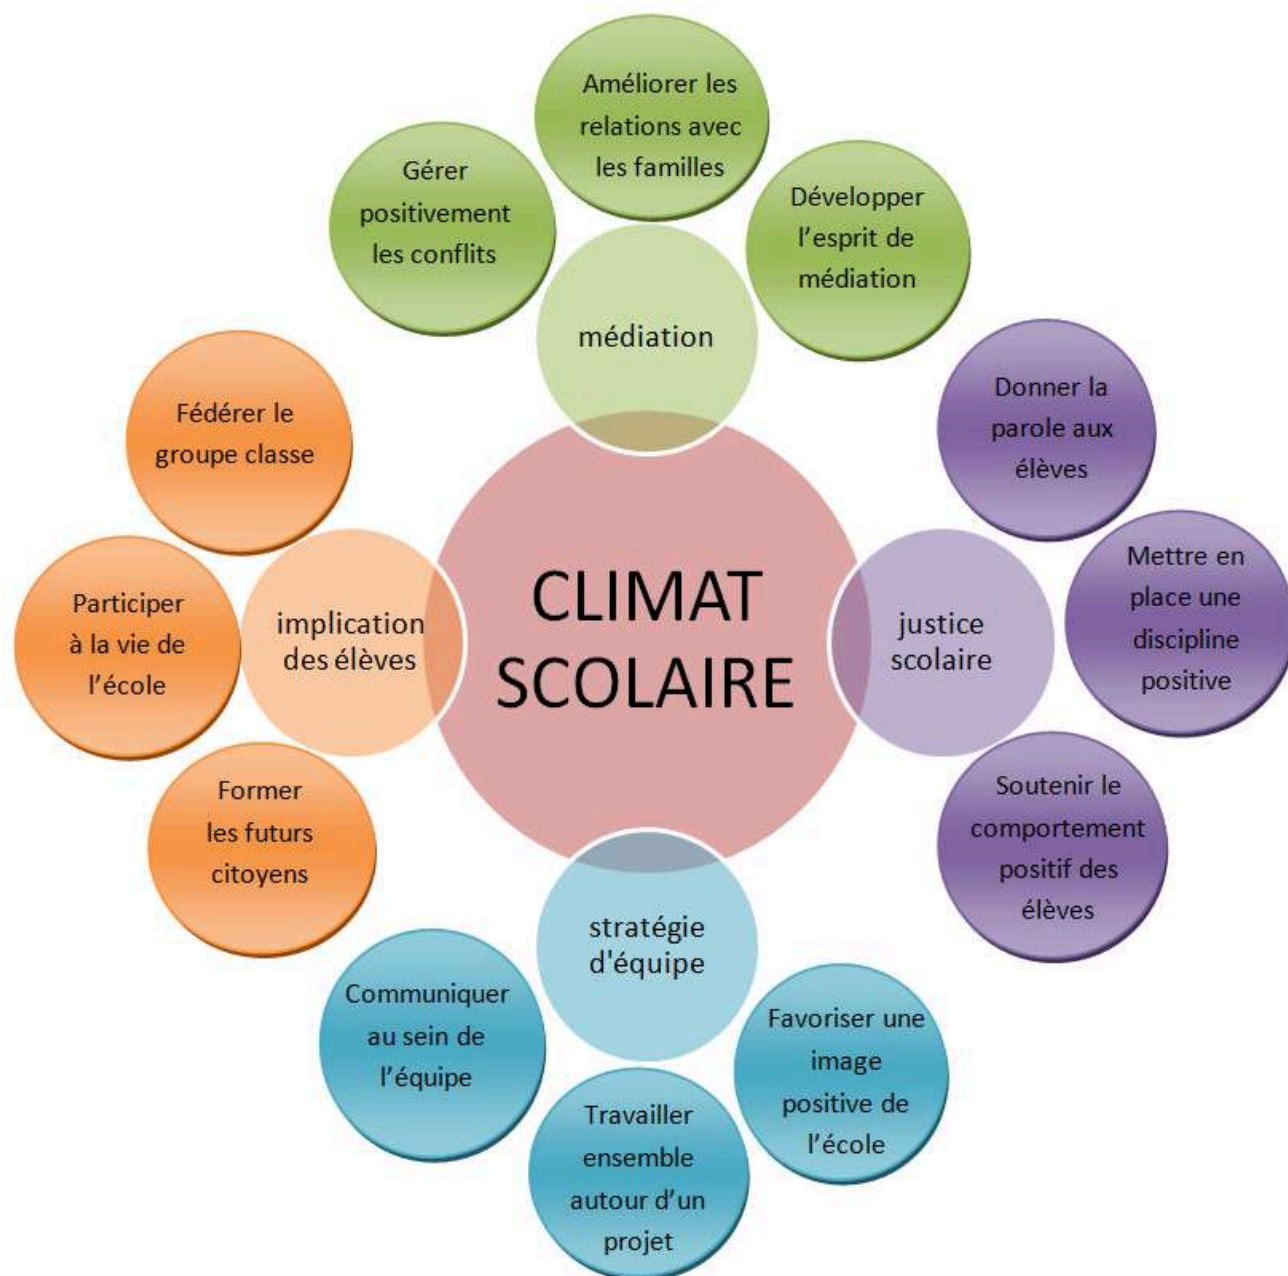 Améliorer les
relations avec
les familles
Gérer
positivement
les conflits
Développer
l'esprit de
médiation
médiation
Donner la
parole aux
élèves
Mettre en
place une
discipline
positive
Soutenir le
comportement
positif des
élèves
justice
scolaire
CLIMAT
SCOLAIRE
Fédérer le
groupe classe
Participer
à la vie de
l'école
Former
les futurs
citoyens
implication
des élèves
stratégie
d'équipe
Communiquer
au sein de
l'équipe
Travailler
ensemble
autour d'un
projet
Favoriser une
image
positive de
l'école